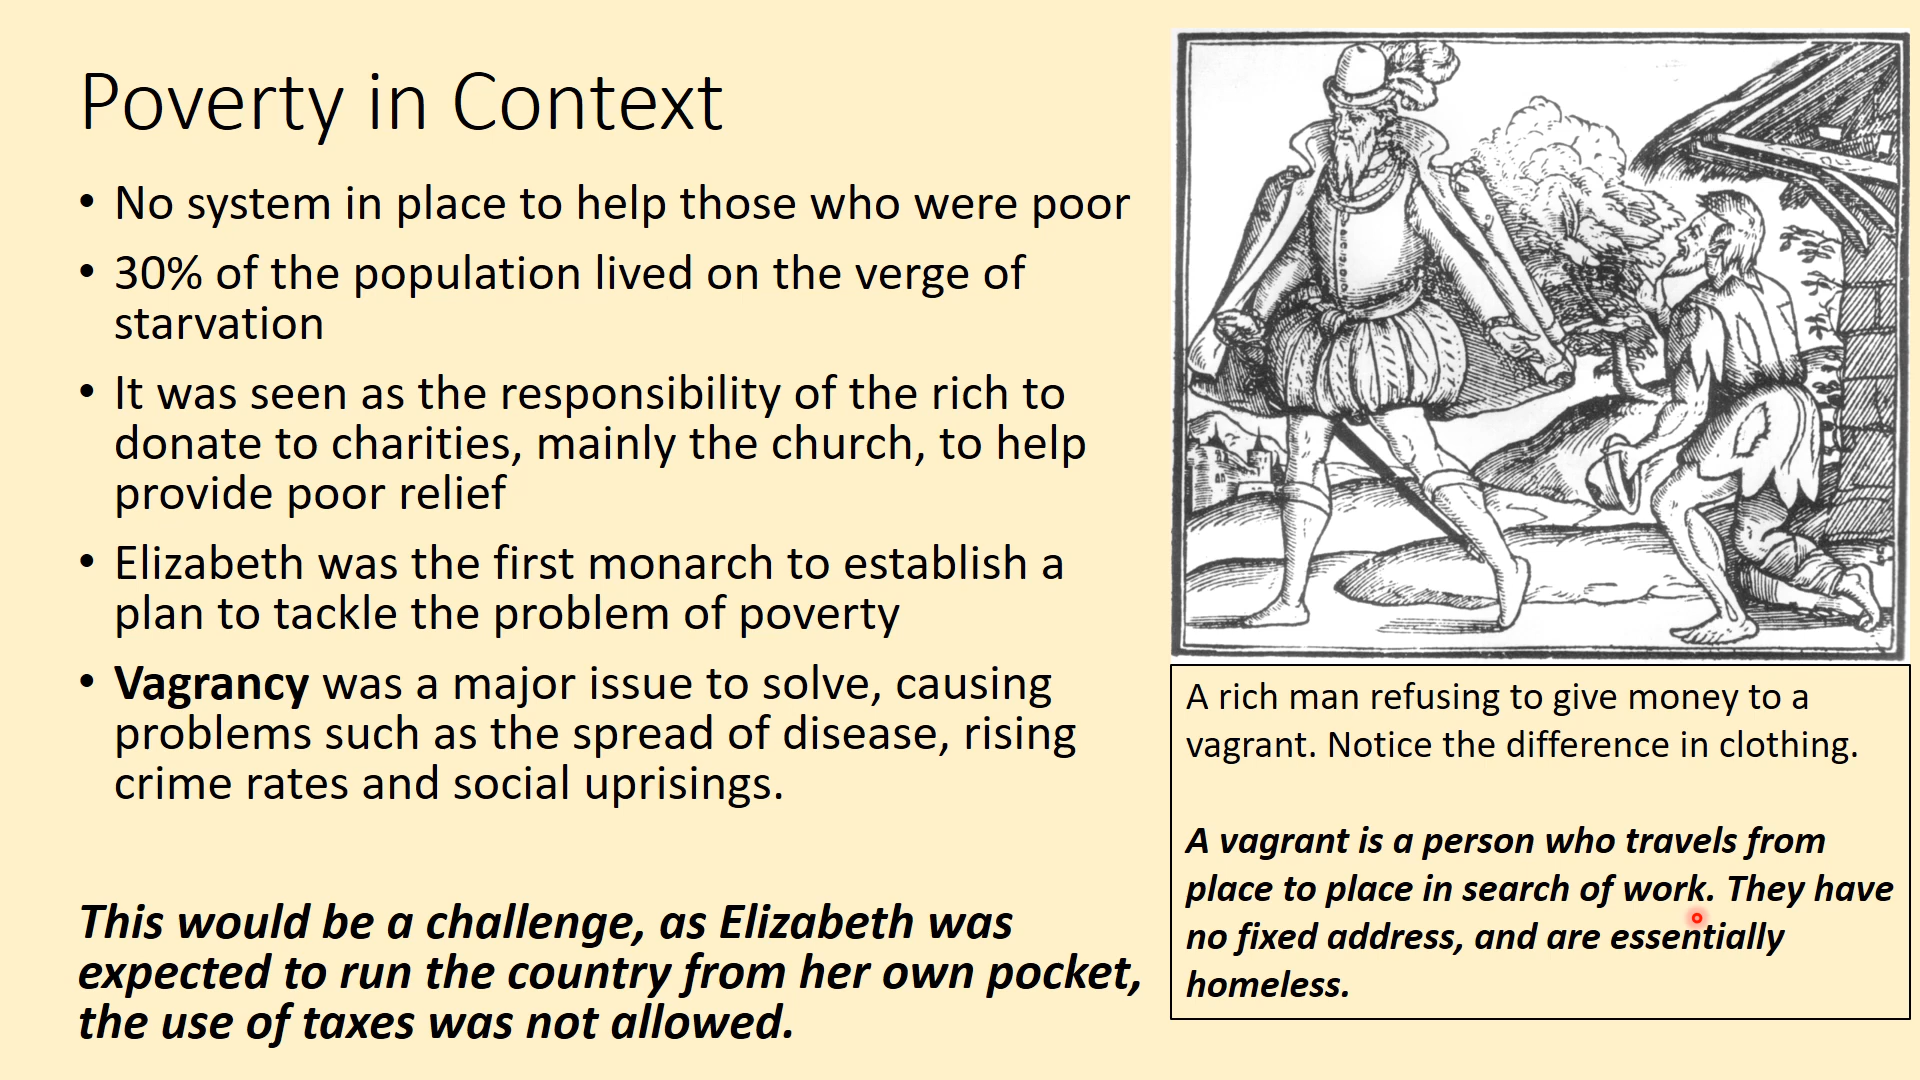 Poverty in Context
• No system in place to help those who were poor
• 30% of the population lived on the verge of
starvation
• It was seen as the responsibility of the rich to
donate to charities, mainly the church, to help
provide poor relief
• Elizabeth was the first monarch to establish a
plan to tackle the problem of poverty
• Vagrancy was a major issue to solve, causing
problems such as the spread of disease, rising
crime rates and social uprisings.
This would be a challenge, as Elizabeth was
expected to run the country from her own pocket,
the use of taxes was not allowed.
A rich man refusing to give money to a
vagrant. Notice the difference in clothing.
A vagrant is a person who travels from
place to place in search of work. They have
no fixed address, and are essentially
homeless.